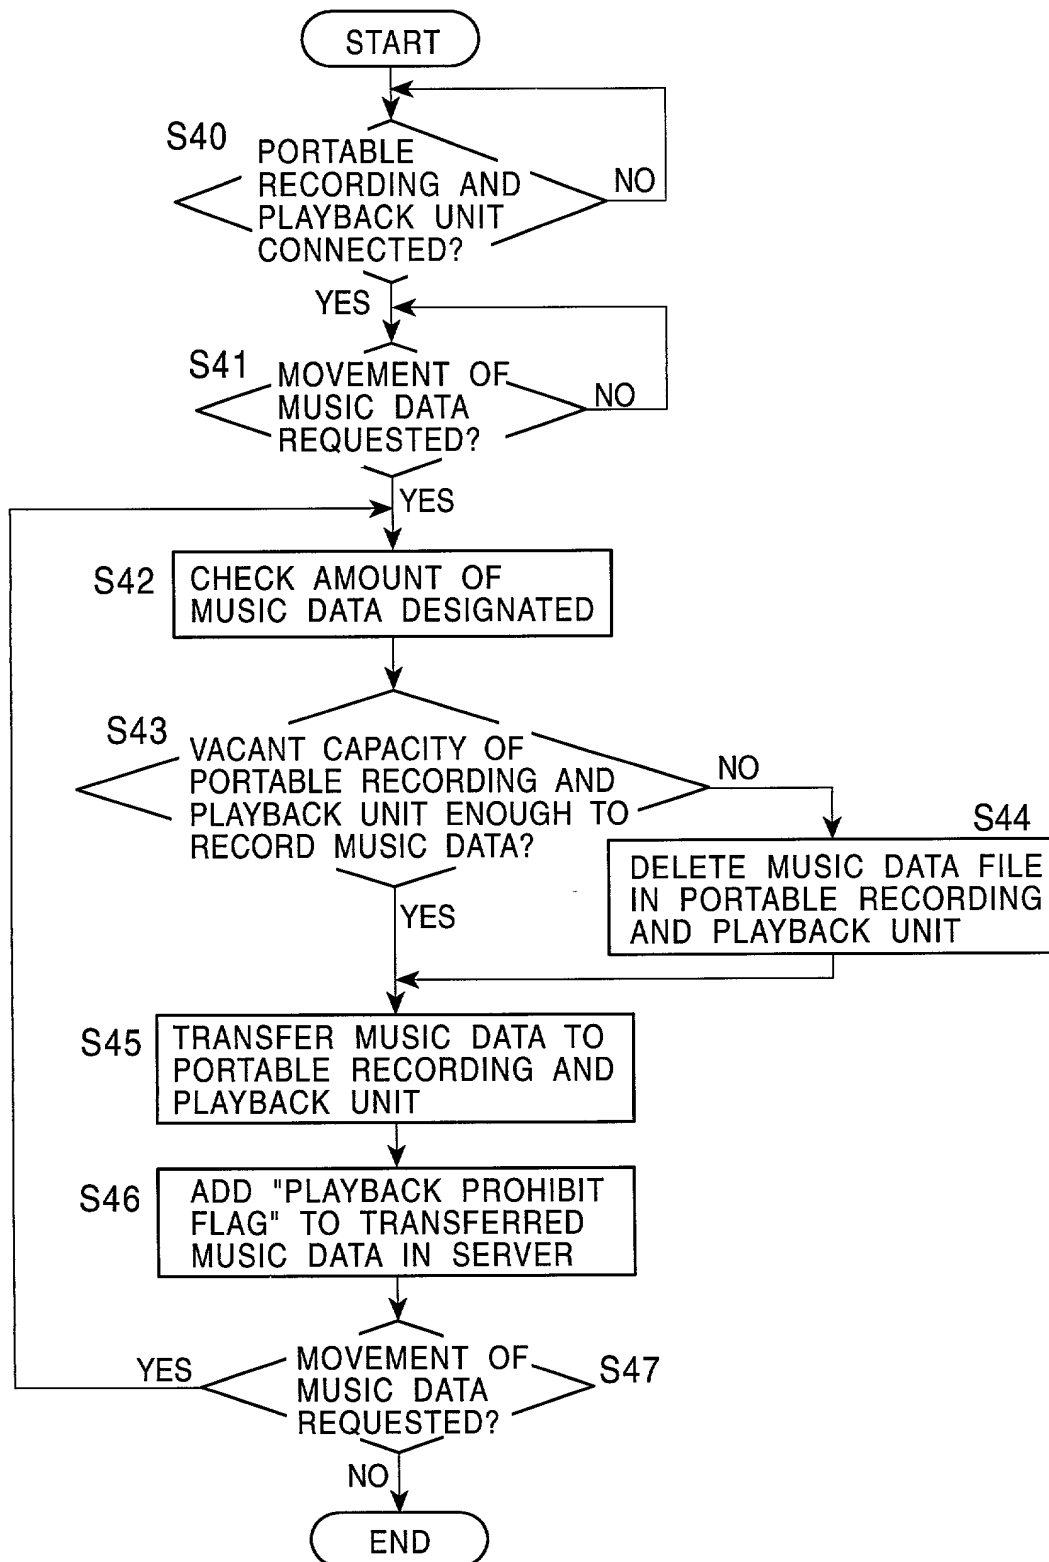 START
S40
PORTABLE
RECORDING AND
PLAYBACK UNIT
CONNECTED?
NO
YES
S41
MOVEMENT OF
MUSIC DATA
REQUESTED?
NO
YES
S42
CHECK AMOUNT OF
MUSIC DATA DESIGNATED
S43
VACANT CAPACITY OF
PORTABLE RECORDING AND
PLAYBACK UNIT ENOUGH TO
RECORD MUSIC DATA?
NO
YES
S44
DELETE MUSIC DATA FILE
IN PORTABLE RECORDING
AND PLAYBACK UNIT
S45
TRANSFER MUSIC DATA TO
PORTABLE RECORDING AND
PLAYBACK UNIT
S46
ADD "PLAYBACK PROHIBIT
FLAG" TO TRANSFERRED
MUSIC DATA IN SERVER
YES
MOVEMENT OF
MUSIC DATA
REQUESTED?
S47
NO
END